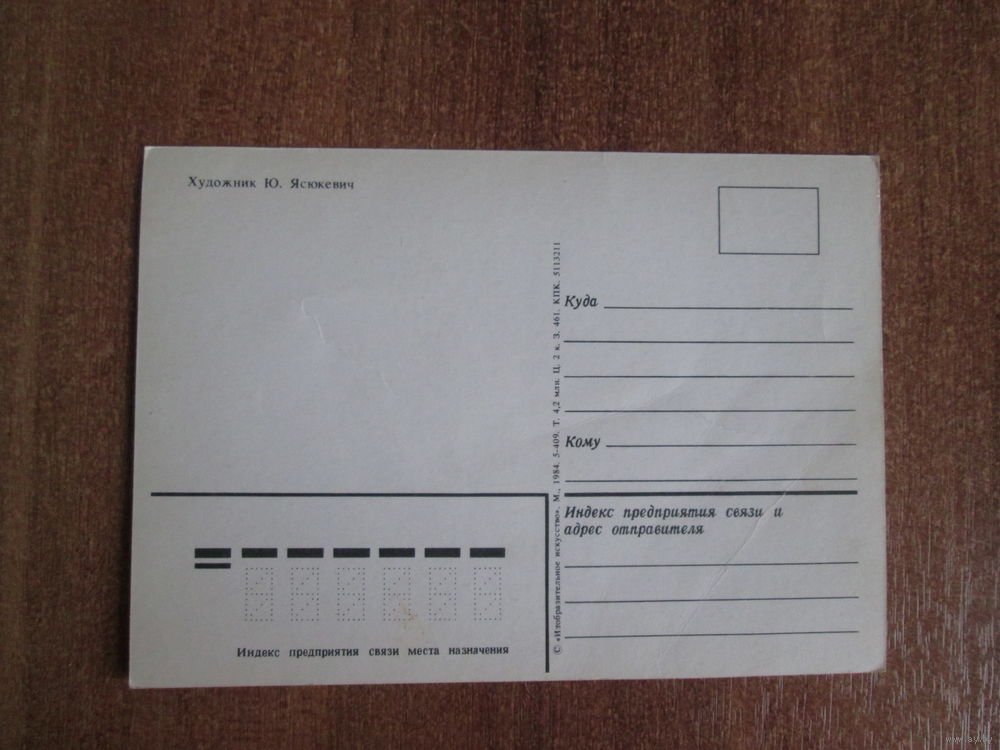 Художник Ю. Ясюкевич
© «Изобразительное искусство». М., 1984. 5-409. Т. 4,2 млн. Ц. 2 к. З. 461. КПК. 5113211
Куда
Кому
Индекс предприятия связи и
адрес отправителя
Индекс предприятия связи места назначения